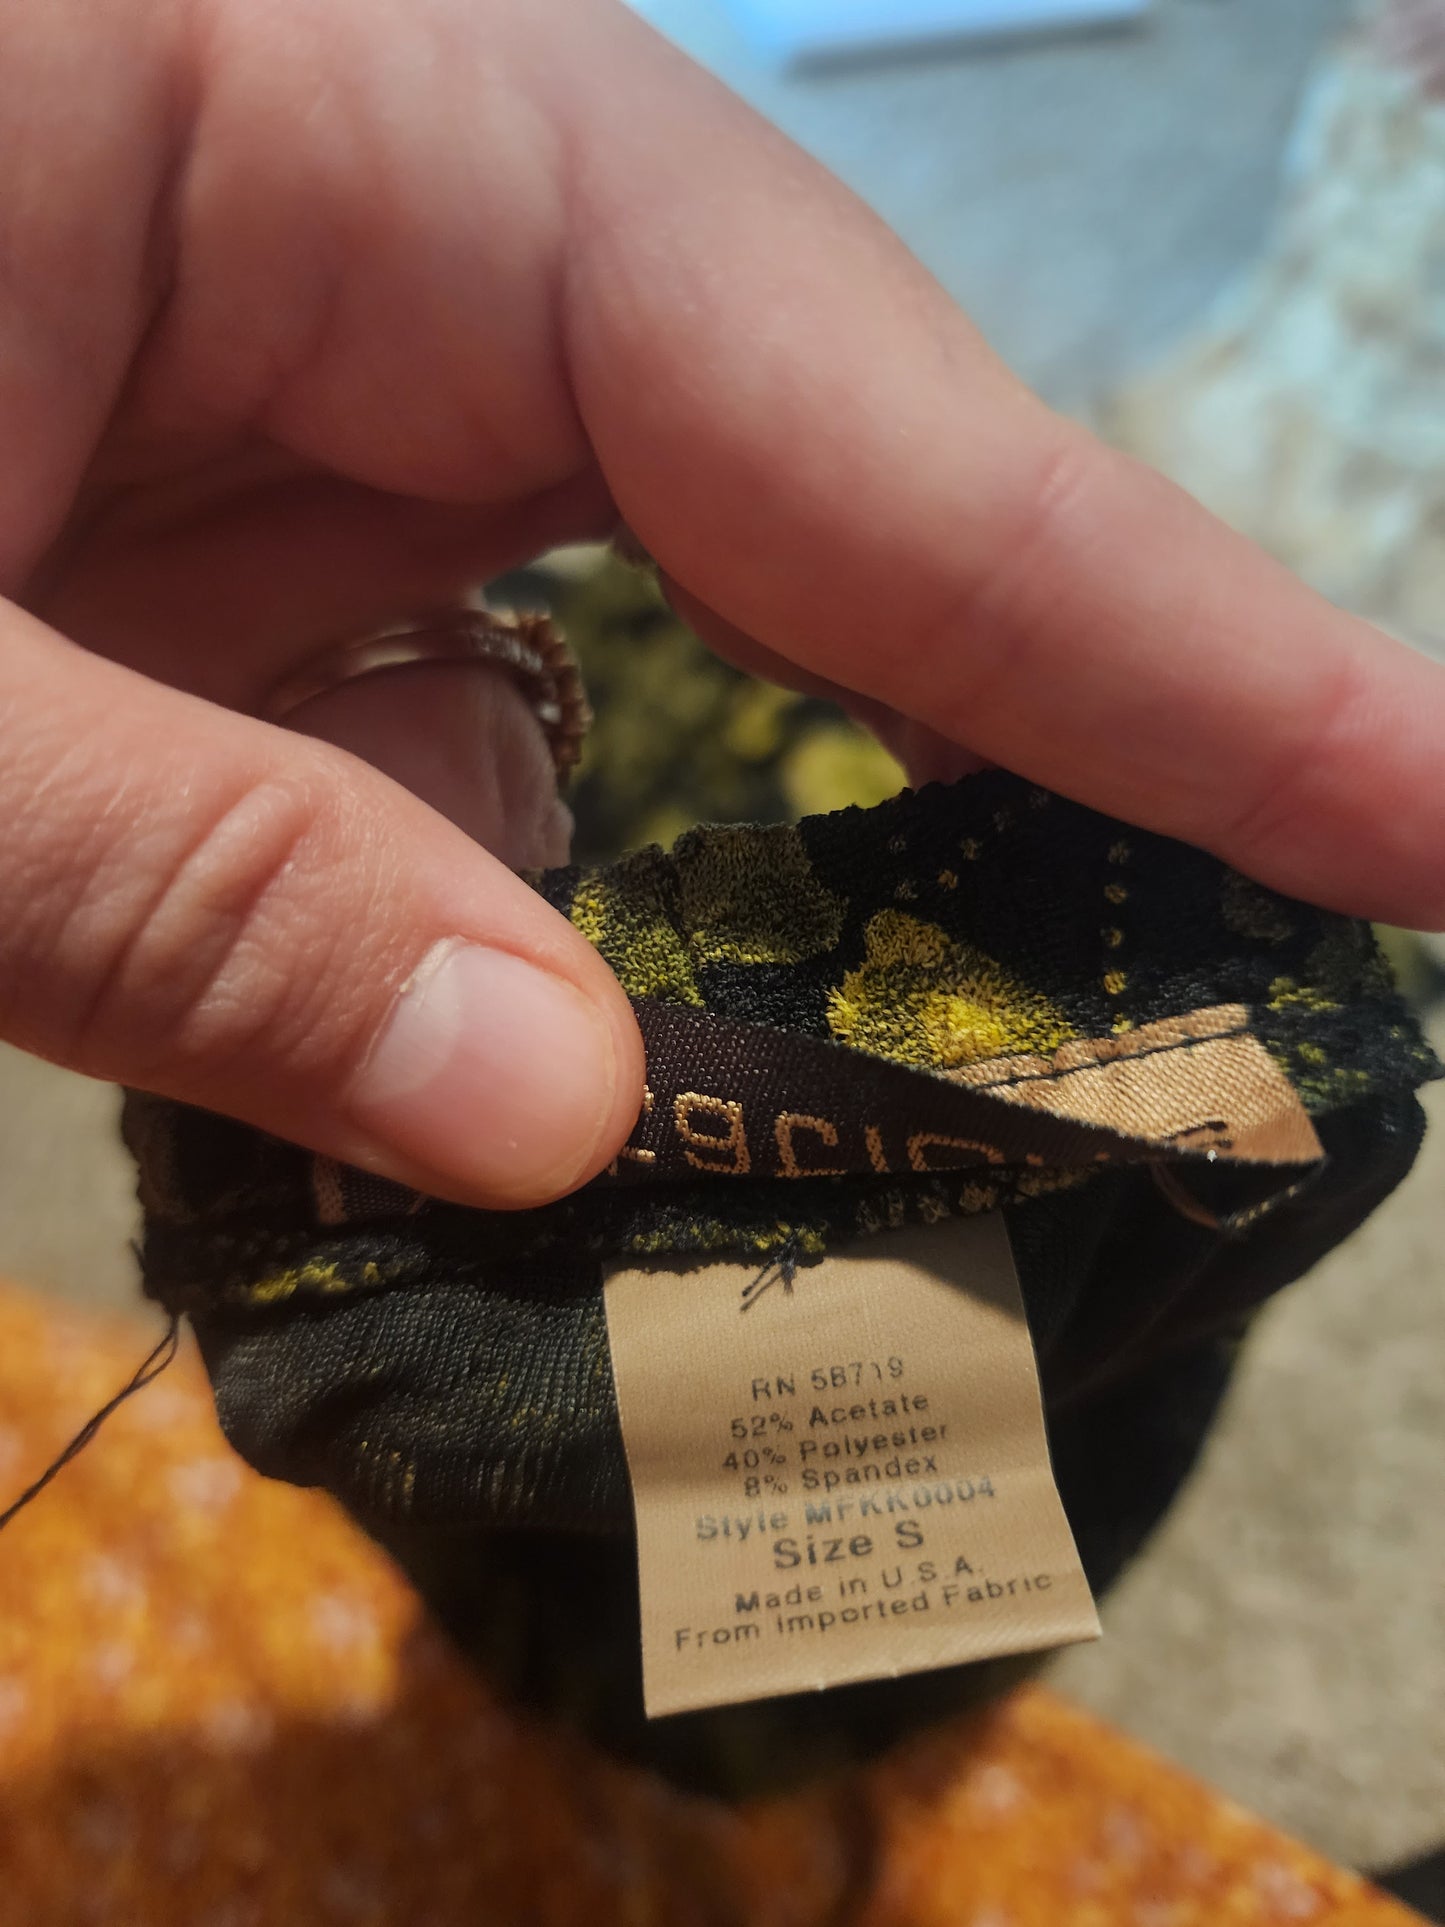 RN 58719
52% Acetate
40% Polyester
8% Spandex
Style MFKK0004
Size S
Made in U.S.A.
From Imported Fabric